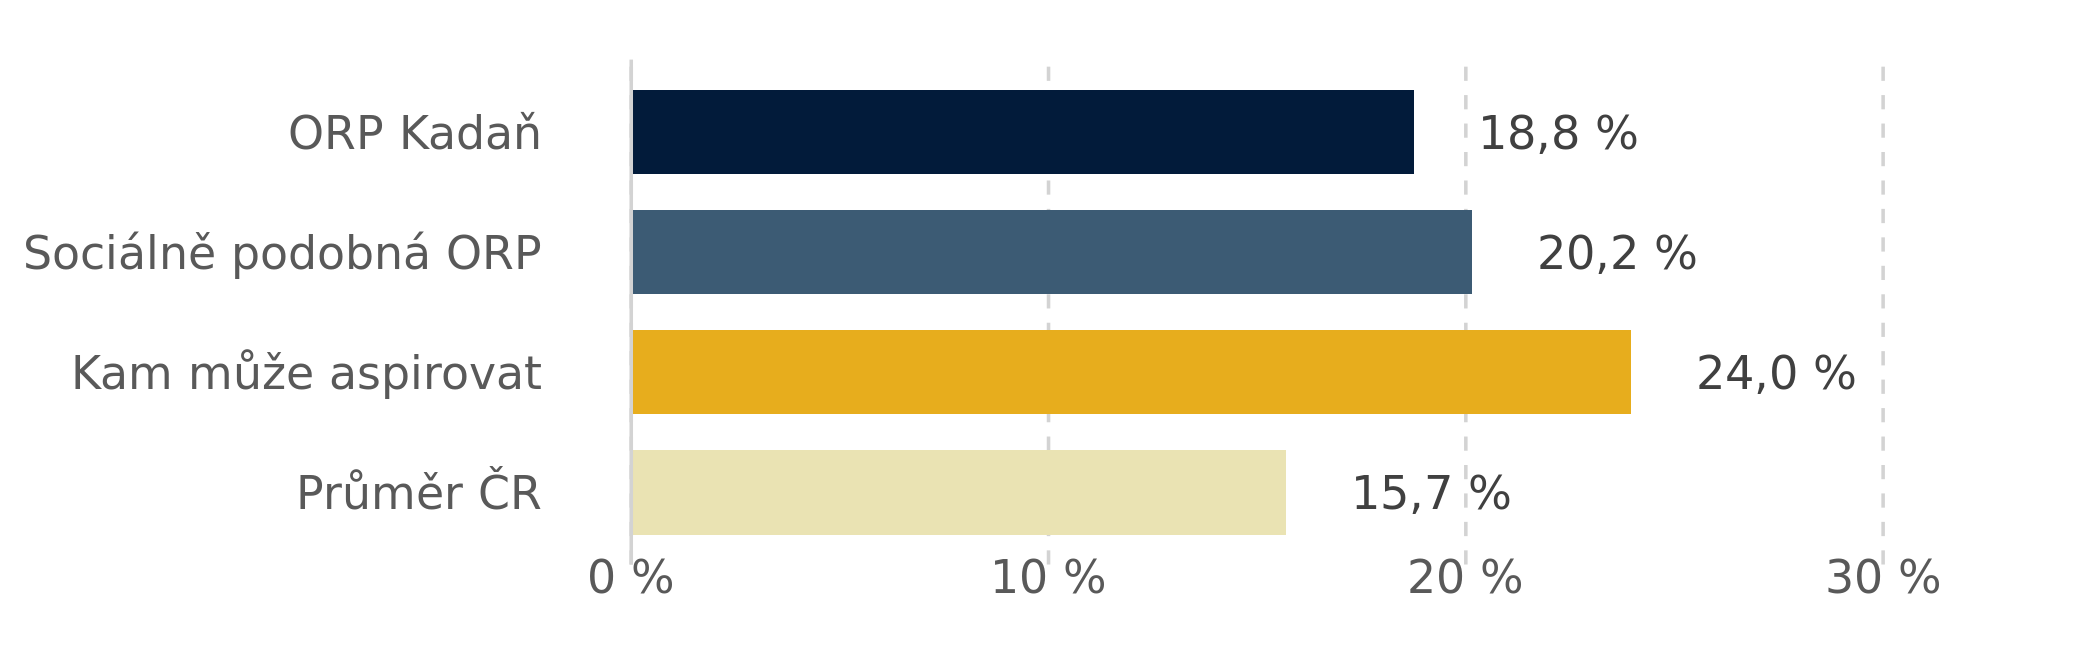 ORP Kadaň 18,8 %
Sociálně podobná ORP 20,2 %
Kam může aspirovat 24,0 %
Průměr ČR 15,7 %
0 % 10 % 20 % 30 %